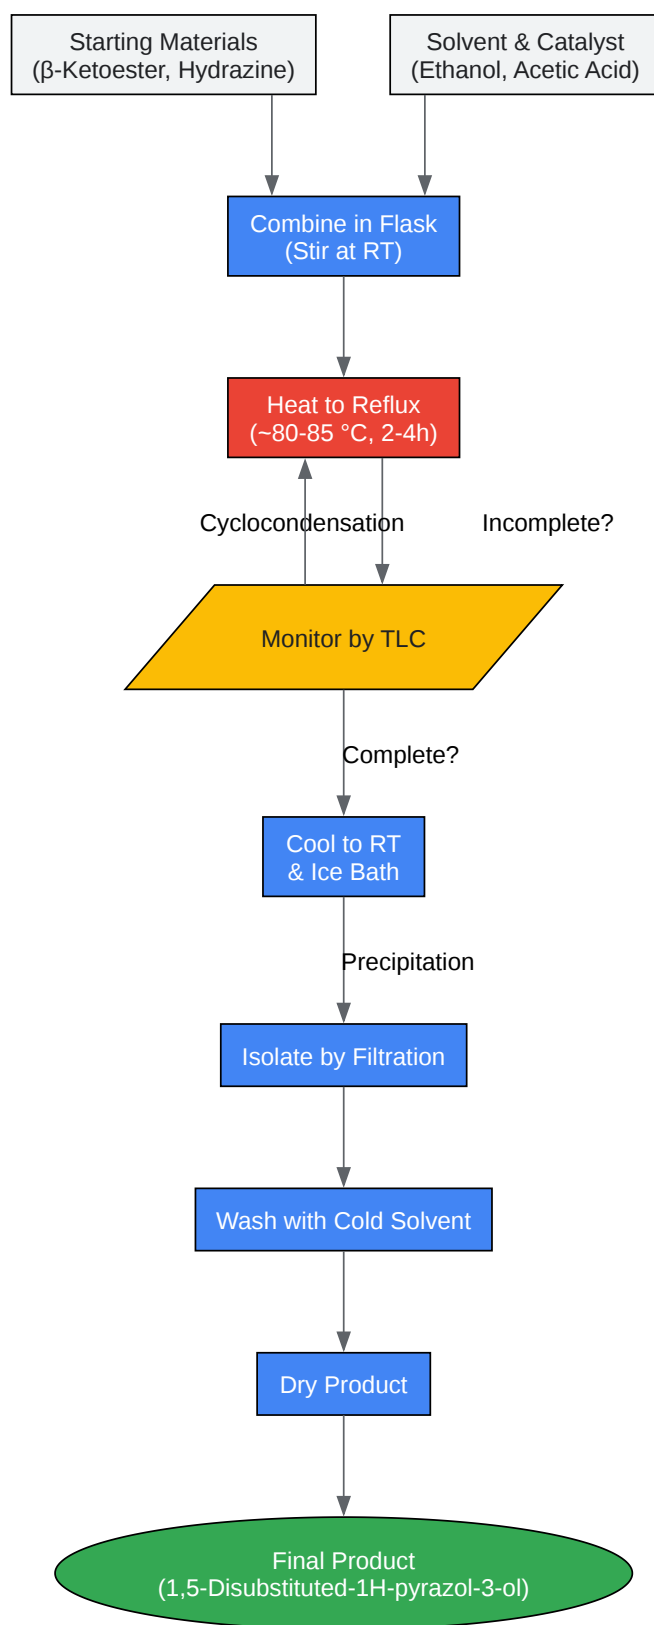 Starting Materials
(β-Ketoester, Hydrazine)
Solvent & Catalyst
(Ethanol, Acetic Acid)
Combine in Flask
(Stir at RT)
Heat to Reflux
(~80-85 °C, 2-4h)
Cyclocondensation
Incomplete?
Monitor by TLC
Complete?
Cool to RT
& Ice Bath
Precipitation
Isolate by Filtration
Wash with Cold Solvent
Dry Product
Final Product
(1,5-Disubstituted-1H-pyrazol-3-ol)